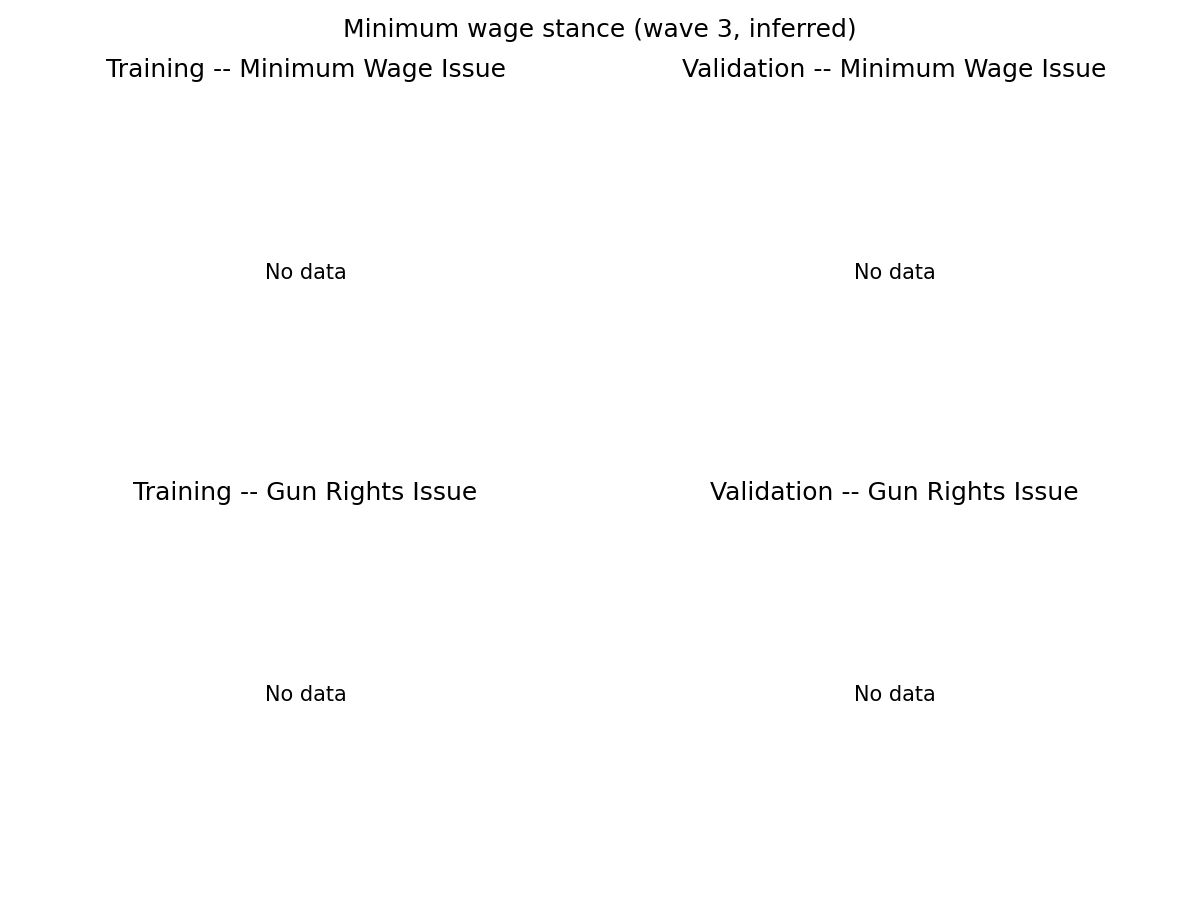 Minimum wage stance (wave 3, inferred)
Training -- Minimum Wage Issue
Validation -- Minimum Wage Issue
No data
No data
Training -- Gun Rights Issue
Validation -- Gun Rights Issue
No data
No data